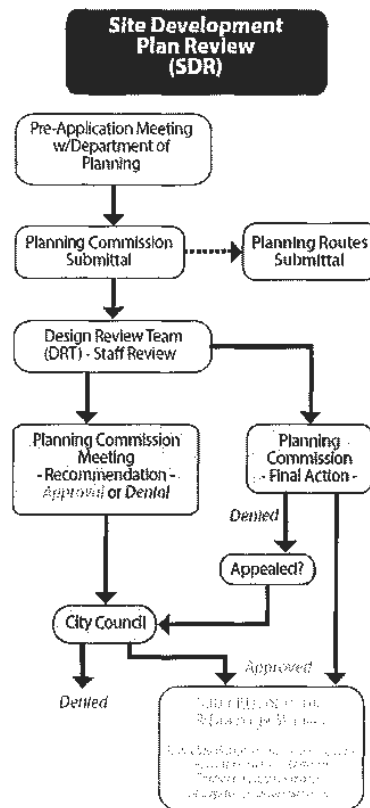 Site Development
Plan Review
(SDR)
Pre-Application Meeting
w/Department of
Planning
Planning Commission
Submittal
Planning Routes
Submittal
Design Review Team
(DRT) - Staff Review
Planning Commission
Meeting
- Recommendation -
Approval or Denial
Planning
Commission
- Final Action -
Denied
Appealed?
City Council
Approved
Denied